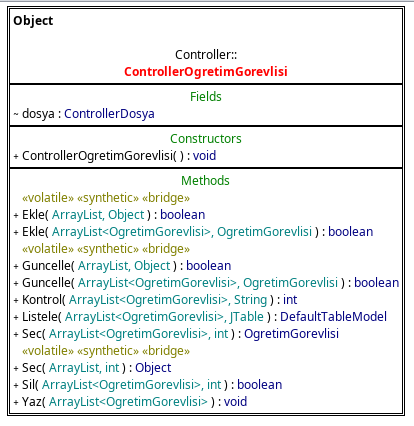 Object
Controller::
ControllerOgretimGorevlisi
Fields
~ dosya : ControllerDosya
Constructors
+ ControllerOgretimGorevlisi( ) : void
Methods
«volatile» «synthetic» «bridge»
+ Ekle( ArrayList, Object ) : boolean
+ Ekle( ArrayList<OgretimGorevlisi>, OgretimGorevlisi ) : boolean
«volatile» «synthetic» «bridge»
+ Guncelle( ArrayList, Object ) : boolean
+ Guncelle( ArrayList<OgretimGorevlisi>, OgretimGorevlisi ) : boolean
+ Kontrol( ArrayList<OgretimGorevlisi>, String ) : int
+ Listele( ArrayList<OgretimGorevlisi>, JTable ) : DefaultTableModel
+ Sec( ArrayList<OgretimGorevlisi>, int ) : OgretimGorevlisi
«volatile» «synthetic» «bridge»
+ Sec( ArrayList, int ) : Object
+ Sil( ArrayList<OgretimGorevlisi>, int ) : boolean
+ Yaz( ArrayList<OgretimGorevlisi> ) : void